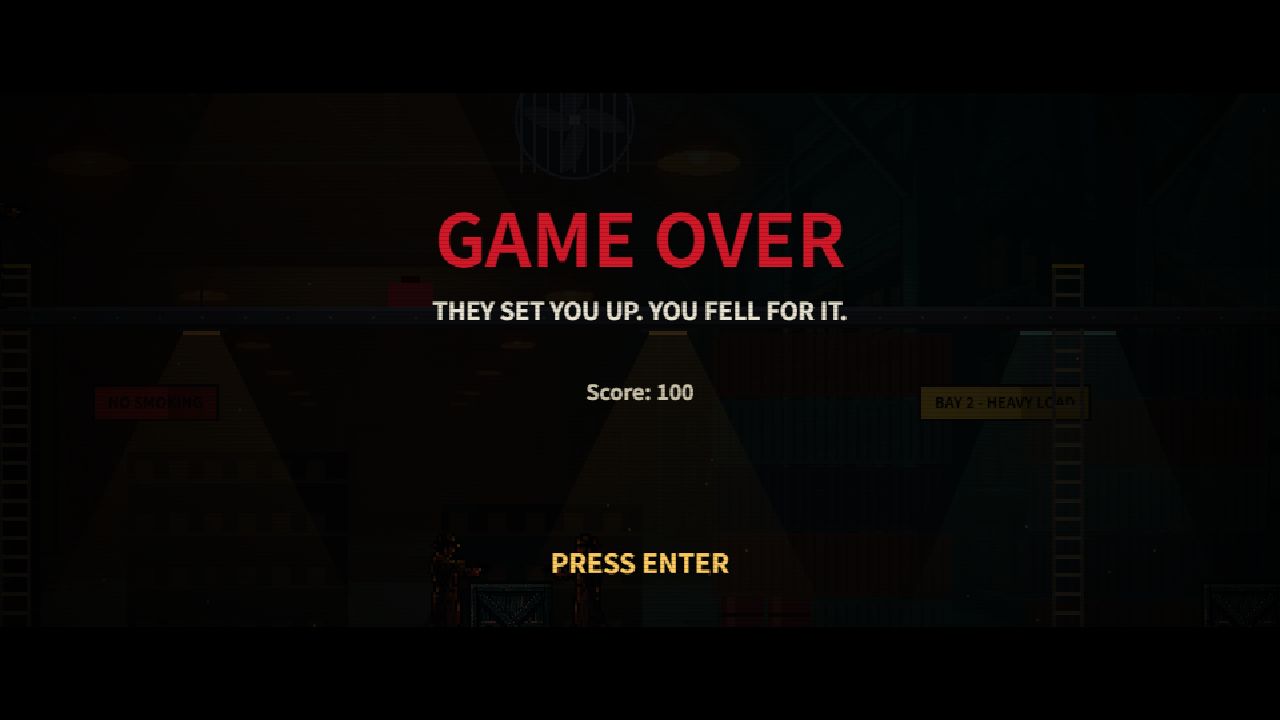 GAME OVER
THEY SET YOU UP. YOU FELL FOR IT.
Score: 100
NO SMOKING
BAY 2 - HEAVY LOAD
PRESS ENTER